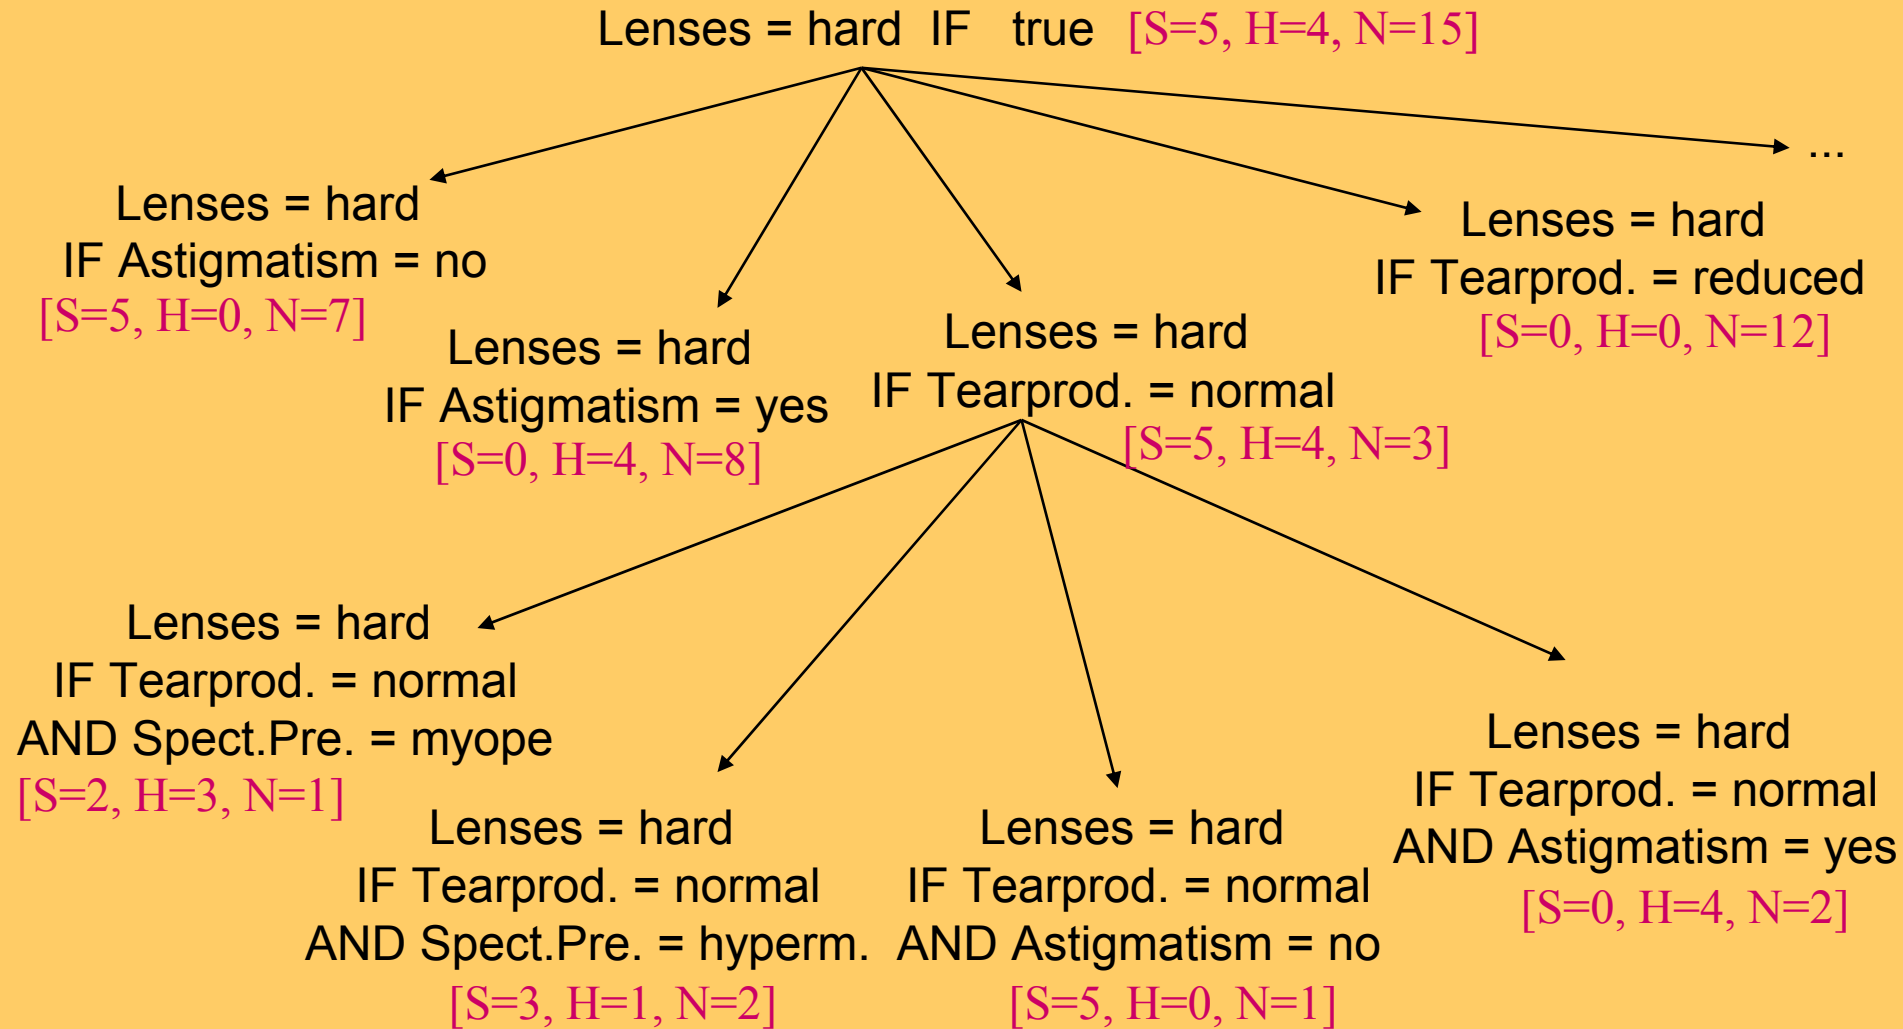 Lenses = hard IF true [S=5, H=4, N=15]
...
Lenses = hard
IF Astigmatism = no
[S=5, H=0, N=7]
Lenses = hard
IF Astigmatism = yes
[S=0, H=4, N=8]
Lenses = hard
IF Tearprod. = normal
[S=5, H=4, N=3]
Lenses = hard
IF Tearprod. = reduced
[S=0, H=0, N=12]
Lenses = hard
IF Tearprod. = normal
AND Spect.Pre. = myope
[S=2, H=3, N=1]
Lenses = hard
IF Tearprod. = normal
AND Spect.Pre. = hyperm.
[S=3, H=1, N=2]
Lenses = hard
IF Tearprod. = normal
AND Astigmatism = no
[S=5, H=0, N=1]
Lenses = hard
IF Tearprod. = normal
AND Astigmatism = yes
[S=0, H=4, N=2]